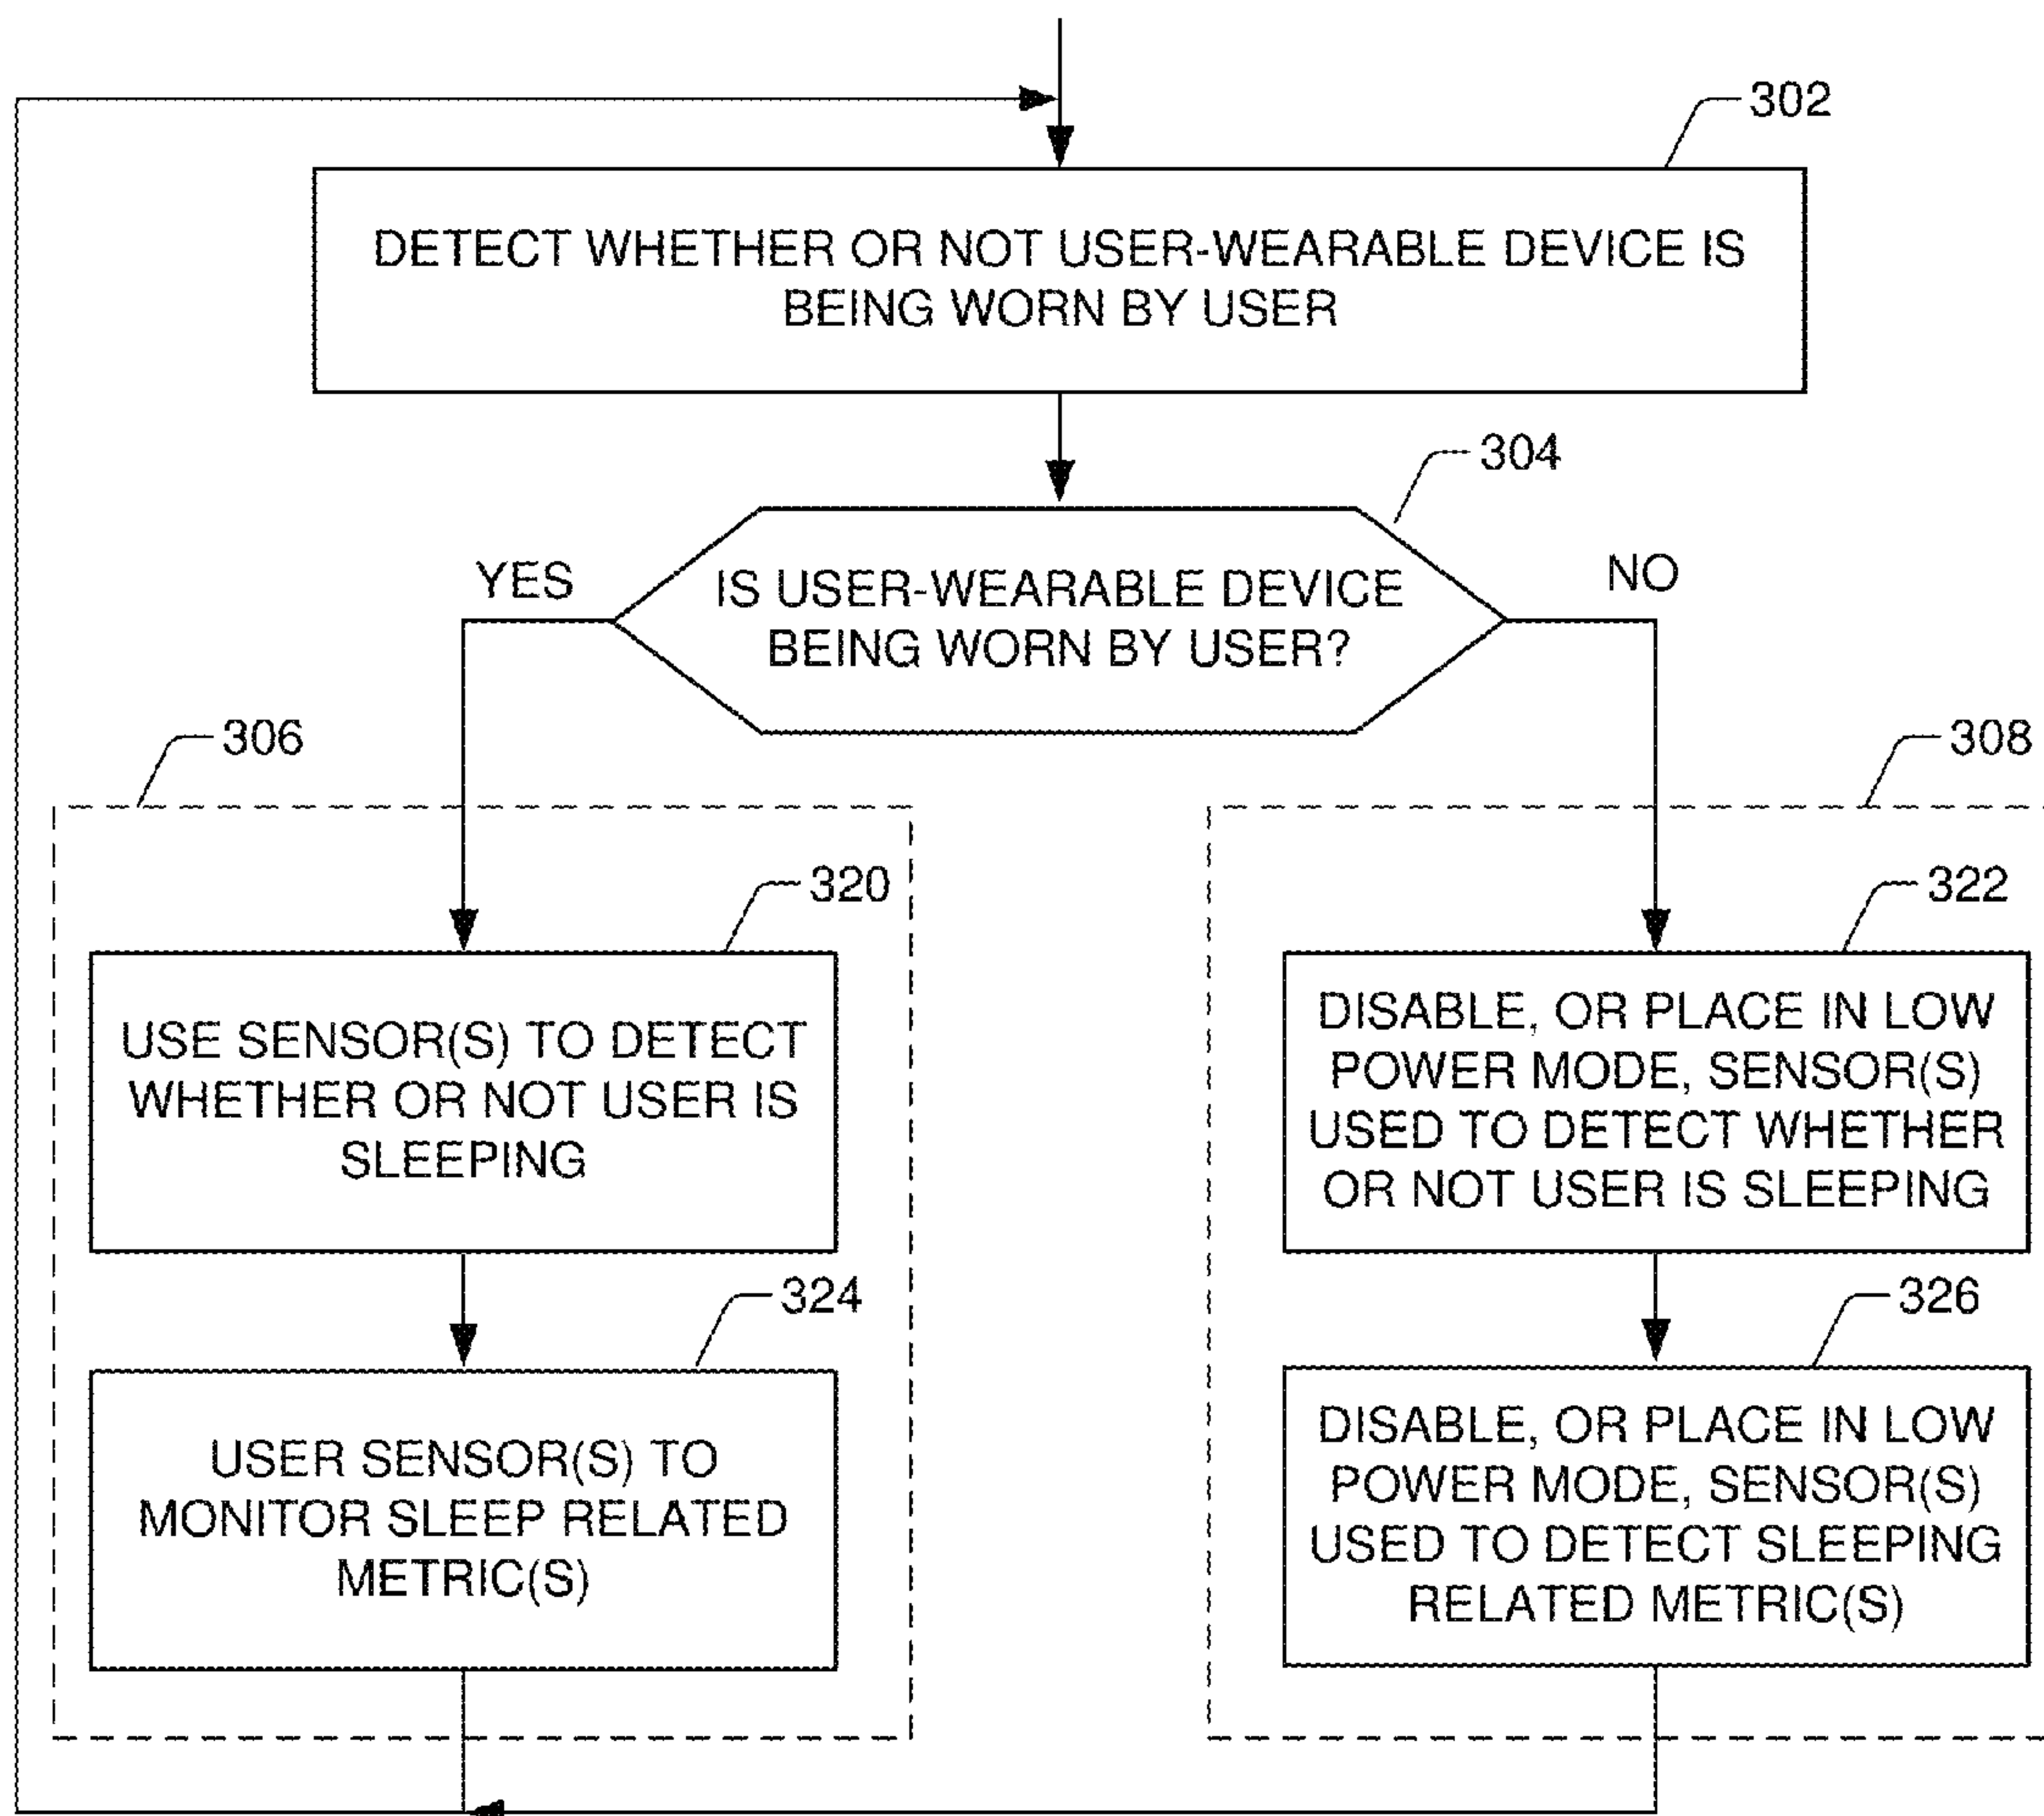 302
DETECT WHETHER OR NOT USER-WEARABLE DEVICE IS
BEING WORN BY USER
304
YES
IS USER-WEARABLE DEVICE
BEING WORN BY USER?
NO
306
308
320
USE SENSOR(S) TO DETECT
WHETHER OR NOT USER IS
SLEEPING
322
DISABLE, OR PLACE IN LOW
POWER MODE, SENSOR(S)
USED TO DETECT WHETHER
OR NOT USER IS SLEEPING
324
USER SENSOR(S) TO
MONITOR SLEEP RELATED
METRIC(S)
326
DISABLE, OR PLACE IN LOW
POWER MODE, SENSOR(S)
USED TO DETECT SLEEPING
RELATED METRIC(S)